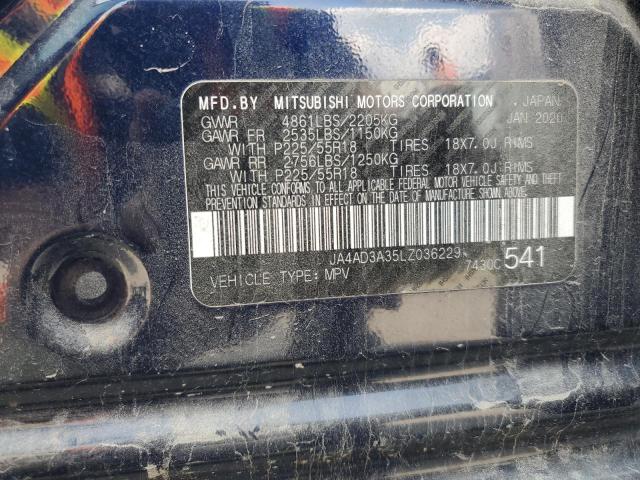 MFD.BY MITSUBISHI MOTORS CORPORATION , JAPAN
GVWR 4861LBS/2205KG JAN 2020
GAWR FR 2535LBS/1150KG
WITH P225/55R18 TIRES 18X7.0J RIMS
GAWR RR 2756LBS/1250KG
WITH P225/55R18 TIRES 18X7.0J RIMS
THIS VEHICLE CONFORMS TO ALL APPLICABLE FEDERAL MOTOR VEHICLE SAFETY AND THEFT
PREVENTION STANDARDS IN EFFECT ON THE DATE OF MANUFACTURE SHOWN ABOVE.
JA4AD3A35LZ036229
VEHICLE TYPE: MPV 7430C541